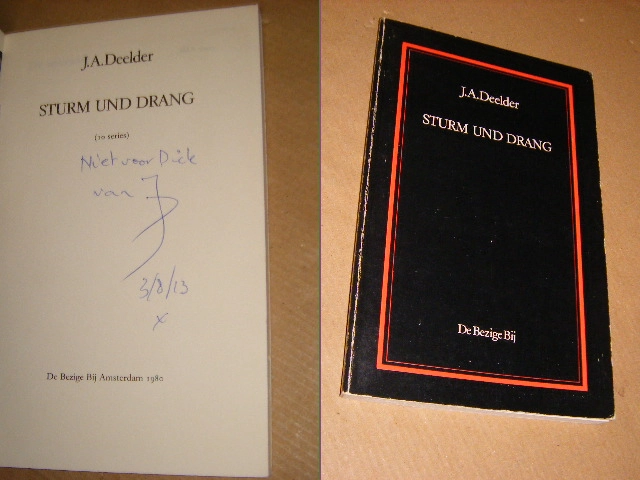 J.A.Deelder
STURM UND DRANG
(10 series)
Niet voor Dick
van
3/8/13
x
De Bezige Bij Amsterdam 1980
J.A.Deelder
STURM UND DRANG
De Bezige Bij